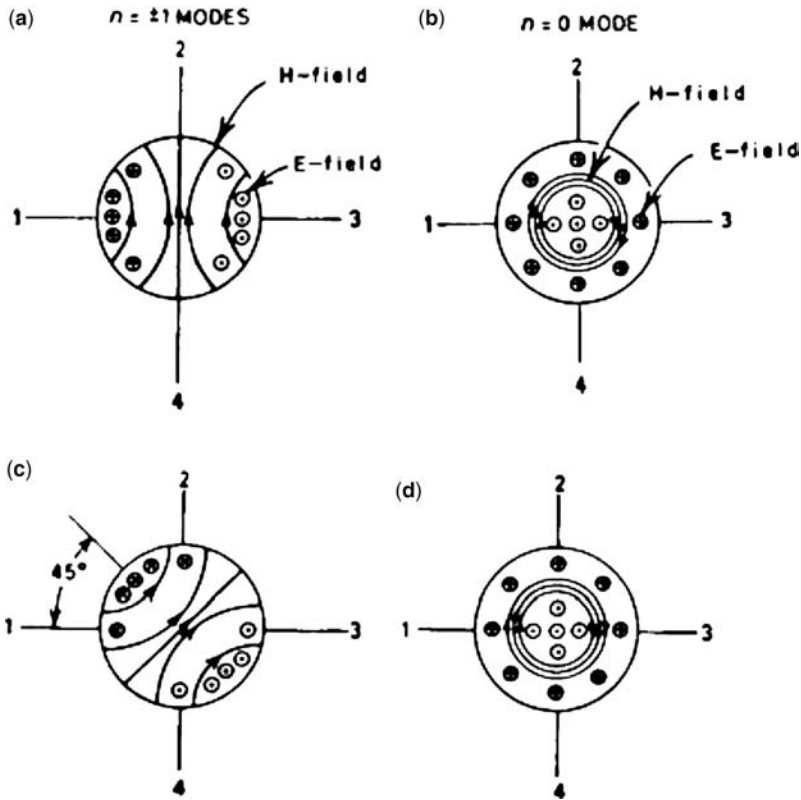 (a)
n = ±1 MODES
2
H-field
E-field
1
3
4
(b)
n = 0 MODE
2
H-field
E-field
1
3
4
(c)
2
45°
1
3
4
(d)
2
1
3
4